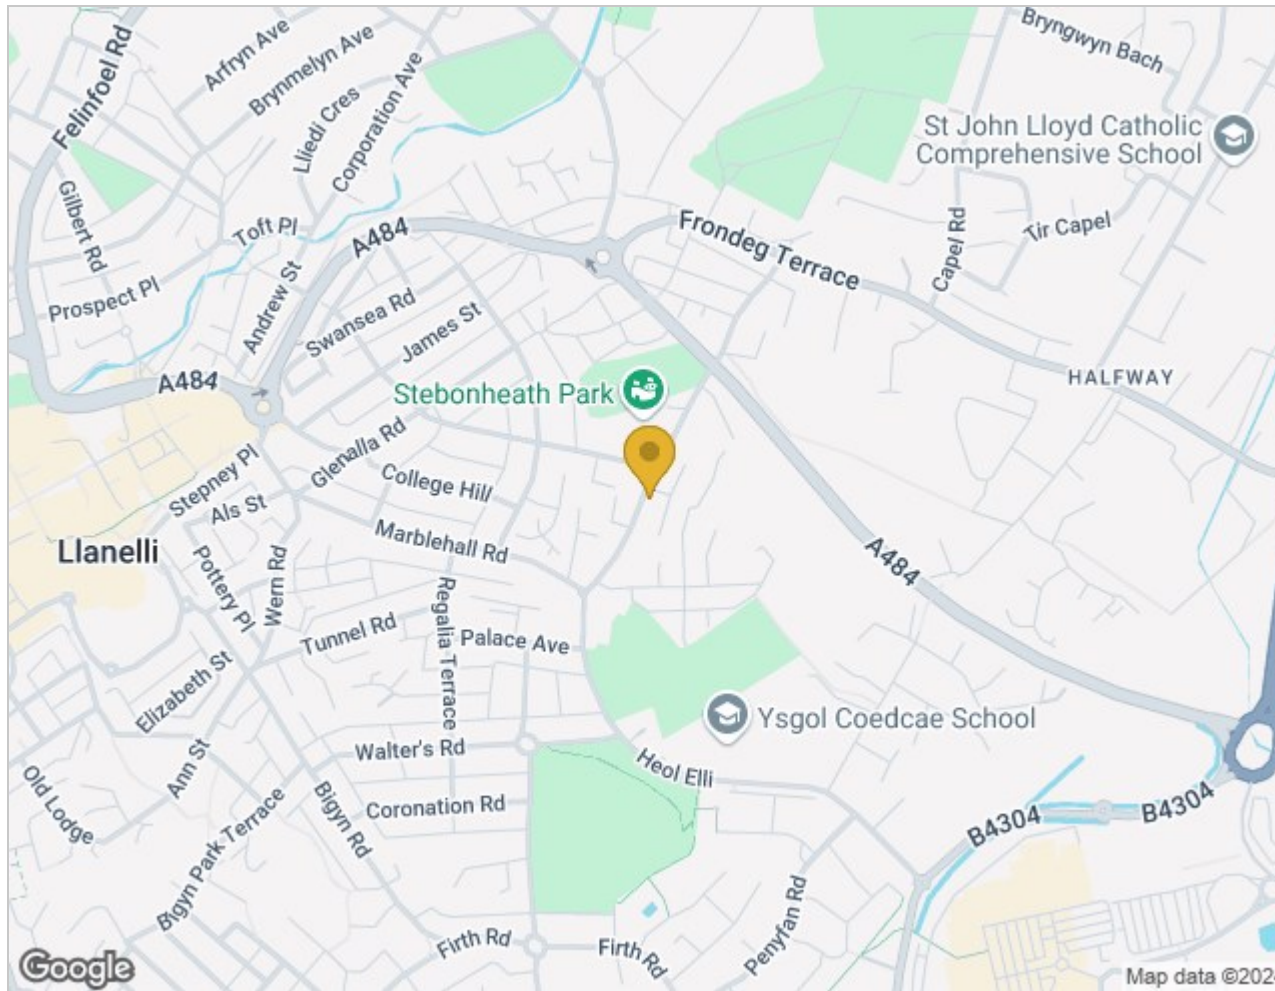 Bryngwyn Bach
Arfryn Ave
Felinfoel Rd
Brynmelyn Ave
Lliedi Cres
Corporation Ave
St John Lloyd Catholic
Comprehensive School
Gilbert Rd
Toft Pl
A484
Frondeg Terrace
Capel Rd
Tir Capel
Prospect Pl
Andrew St
Swansea Rd
James St
A484
HALFWAY
Stebonheath Park
Glenalla Rd
Stepney Pl
College Hill
Als St
Marblehall Rd
Llanelli
A484
Pottery Pl
Wern Rd
Regalia Terrace
Tunnel Rd
Palace Ave
Elizabeth St
Ysgol Coedcae School
Walter's Rd
Heol Elli
Ann St
Old Lodge
Coronation Rd
Bigyn Rd
B4304
B4304
Bigyn Park Terrace
Penyfan Rd
Firth Rd
Firth Rd
Google
Map data ©2024